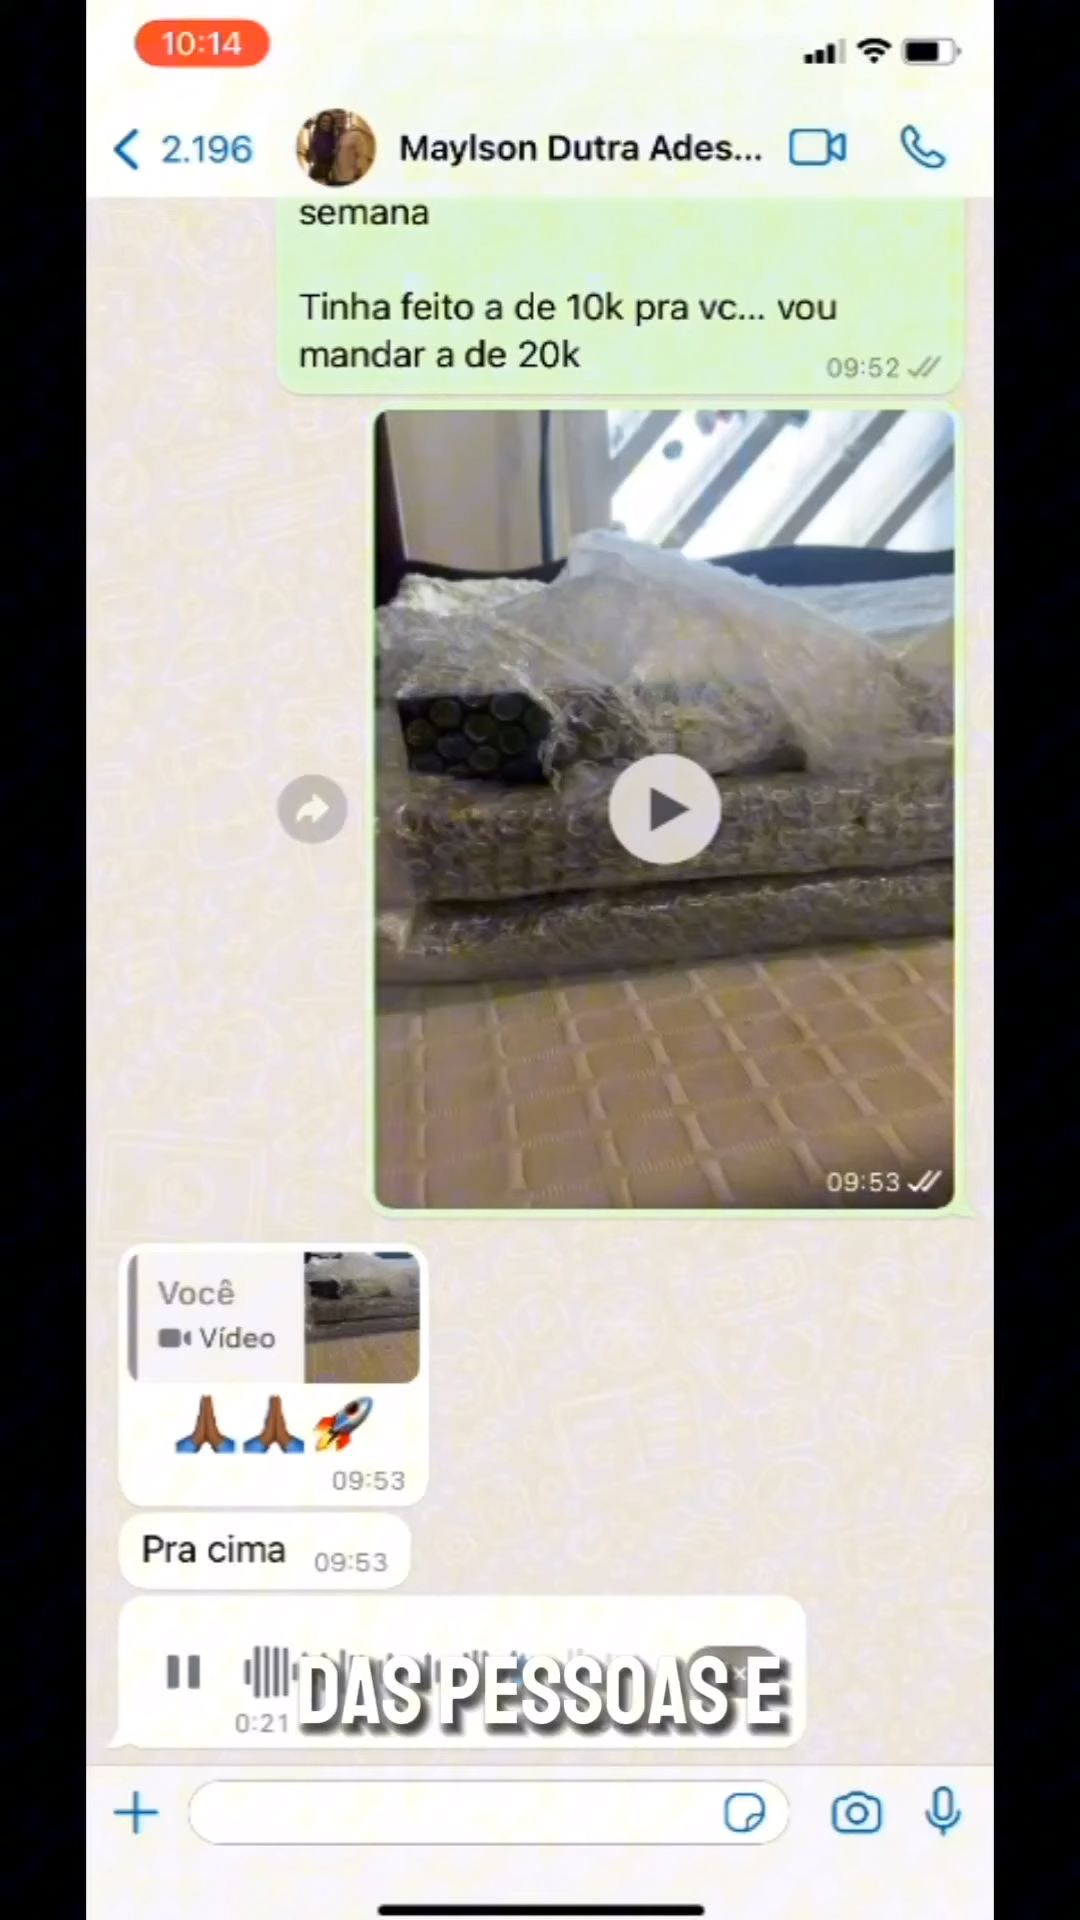 10:14
2.196
Maylson Dutra Ades...
semana
Tinha feito a de 10k pra vc... vou
mandar a de 20k
09:52
09:53
Você
Vídeo
🙏🏾🙏🏾🚀
09:53
Pra cima
09:53
0:21
DAS PESSOAS E